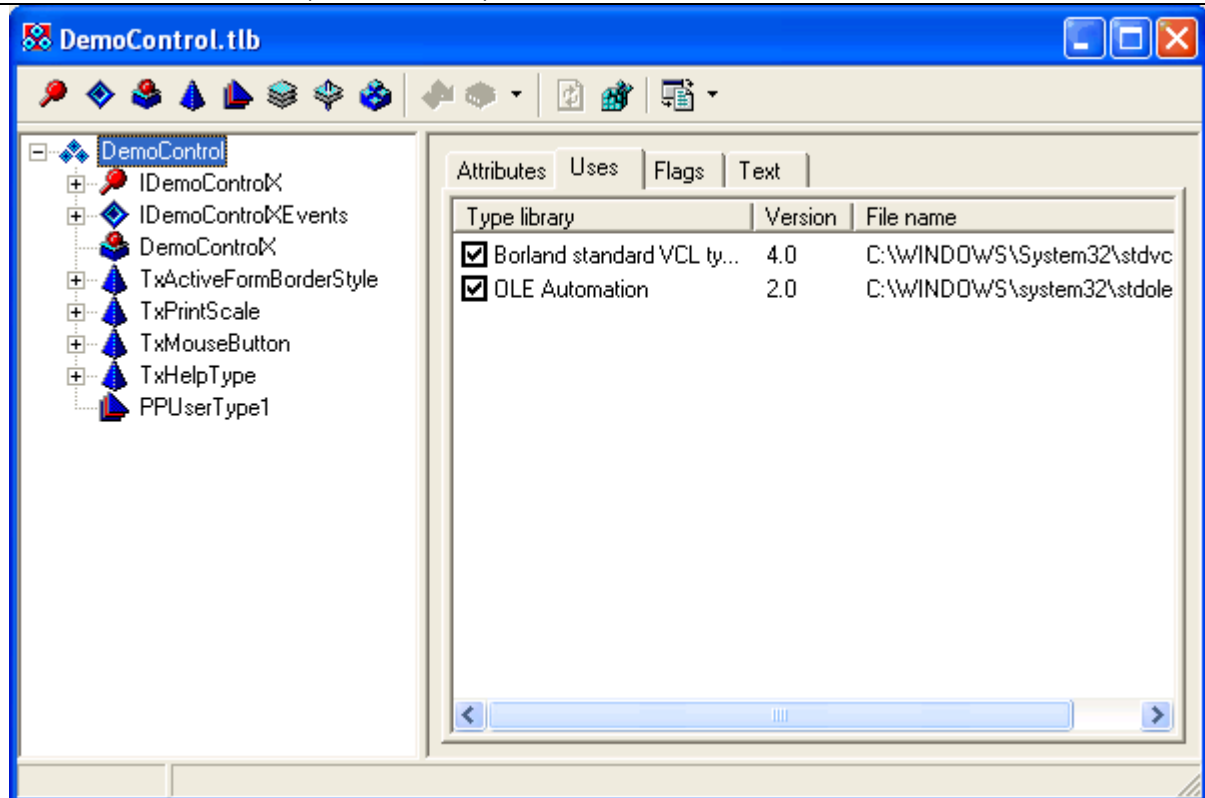 DemoControl.tlb
DemoControl
IDemoControlX
IDemoControlXEvents
DemoControlX
TxActiveFormBorderStyle
TxPrintScale
TxMouseButton
TxHelpType
PPUserType1
Attributes Uses Flags Text
Type library Version File name
Borland standard VCL ty... 4.0 C:\WINDOWS\System32\stdvc
OLE Automation 2.0 C:\WINDOWS\system32\stdole